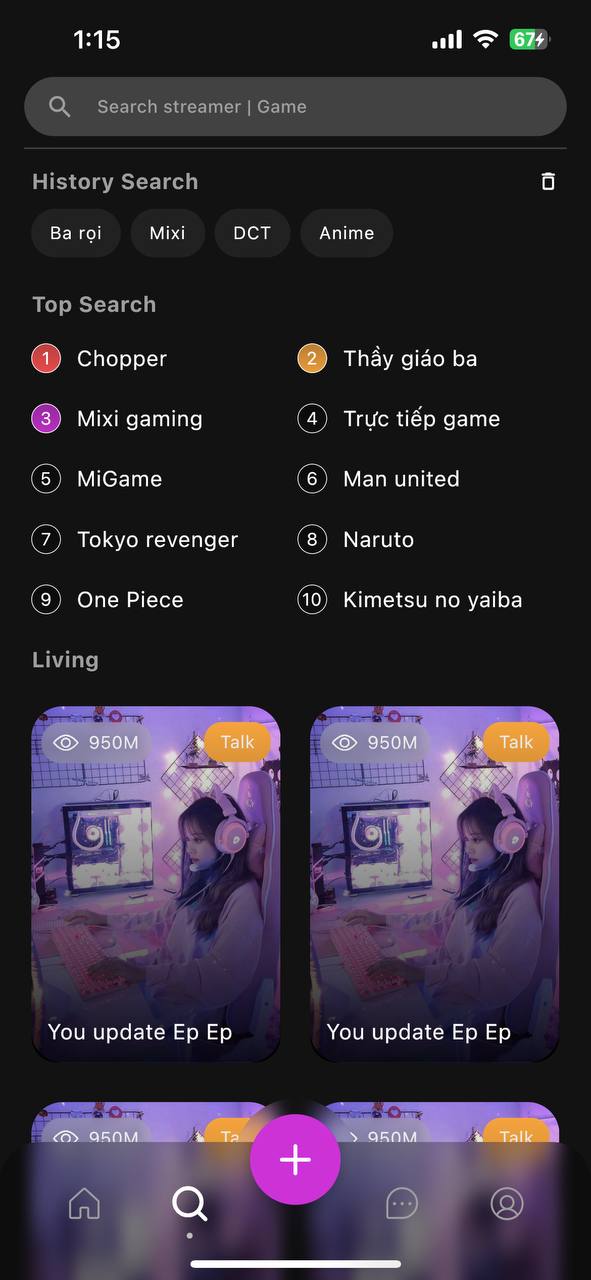 1:15
67
Search streamer | Game
History Search
Ba rọi
Mixi
DCT
Anime
Top Search
1 Chopper
2 Thầy giáo ba
3 Mixi gaming
4 Trực tiếp game
5 MiGame
6 Man united
7 Tokyo revenger
8 Naruto
9 One Piece
10 Kimetsu no yaiba
Living
950M
Talk
950M
Talk
You update Ep Ep
You update Ep Ep
950M
Ta
950M
Talk